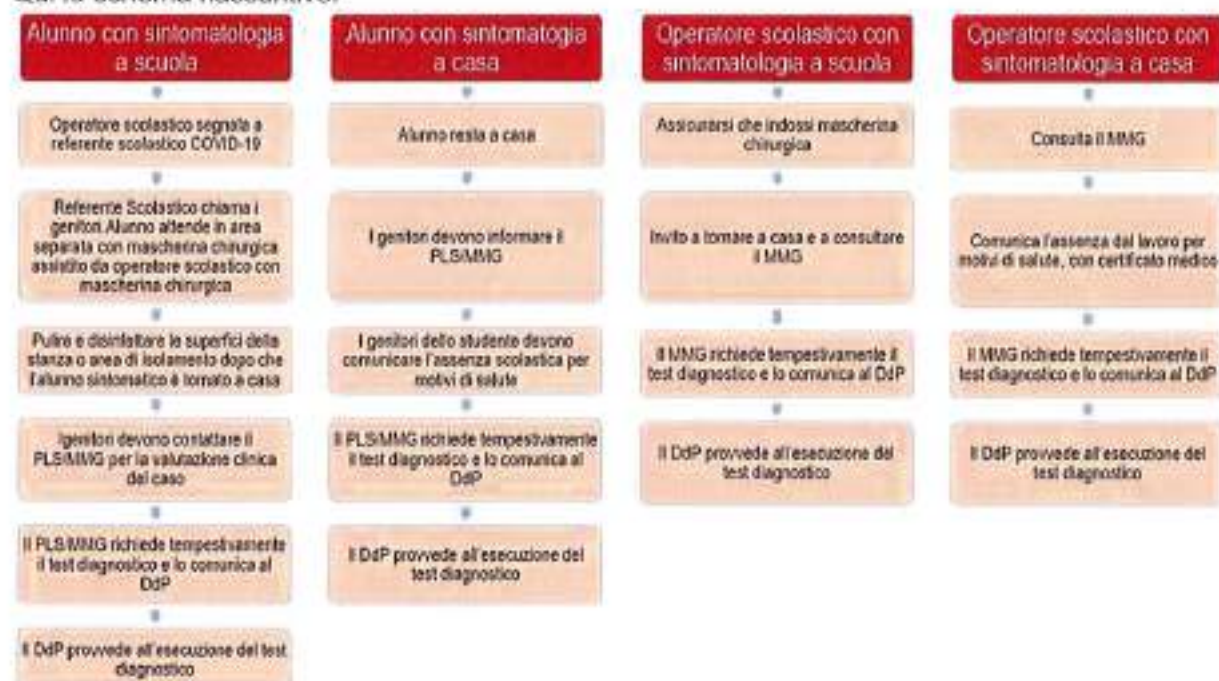 Qui lo schema riassuntivo:
Alunno con sintomatologia
a scuola
Operatore scolastico segnala a
referente scolastico COVID-19
Referente Scolastico chiama i
genitori.Alunno attende in area
separata con mascherina chirurgica
assistito da operatore scolastico con
mascherina chirurgica
Pulire e disinfettare le superfici della
stanza o area di isolamento dopo che
l'alunno sintomatico è tornato a casa
I genitori devono contattare il
PLS/MMG per la valutazione clinica
del caso
Il PLS/MMG richiede tempestivamente
il test diagnostico e lo comunica al
DdP
Il DdP provvede all'esecuzione del test
diagnostico
Alunno con sintomatogia
a casa
Alunno resta a casa
I genitori devono informare il
PLS/MMG
I genitori dello studente devono
comunicare l'assenza scolastica per
motivi di salute
Il PLS/MMG richiede tempestivamente
il test diagnostico e lo comunica al
DdP
Il DdP provvede all'esecuzione del
test diagnostico
Operatore scolastico con
sintomatologia a scuola
Assicurarsi che indossi mascherina
chirurgica
Invito a tornare a casa e a consultare
il MMG
Il MMG richiede tempestivamente il
test diagnostico e lo comunica al DdP
Il DdP provvede all'esecuzione del
test diagnostico
Operatore scolastico con
sintomatologia a casa
Consulta il MMG
Comunica l'assenza dal lavoro per
motivi di salute, con certificato medico
Il MMG richiede tempestivamente il
test diagnostico e lo comunica al DdP
Il DdP provvede all'esecuzione del
test diagnostico